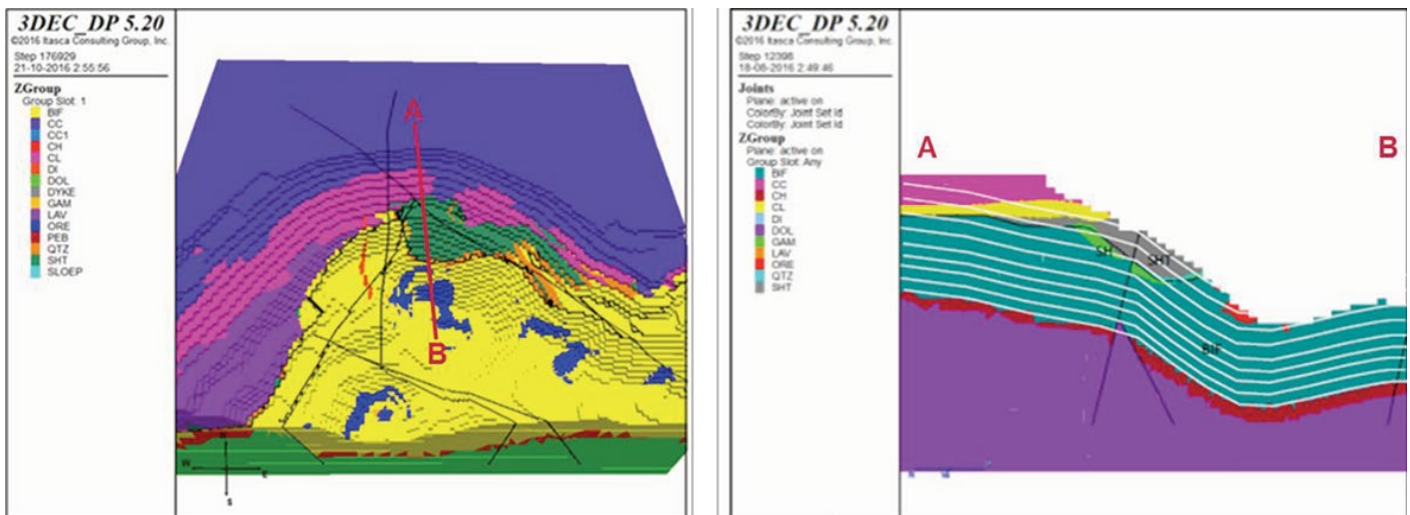 3DEC_DP 5.20
©2016 Itasca Consulting Group, Inc.
Step 176929
21-10-2016 2:55:56
ZGroup
Group Slot: 1
BIF
CC
CC1
CH
CL
DI
DOL
DYKE
GAM
LAV
ORE
PEB
QTZ
SHT
SLOEP
A
B
W
E
S
3DEC_DP 5.20
©2016 Itasca Consulting Group, Inc.
Step 12398
18-06-2016 2:49:46
Joints
Plane: active on
ColorBy: Joint Set Id
ColorBy: Joint Set Id
ZGroup
Plane: active on
Group Slot: Any
BIF
CC
CH
CL
DI
DOL
GAM
LAV
ORE
QTZ
SHT
A
B
SHT
BIF